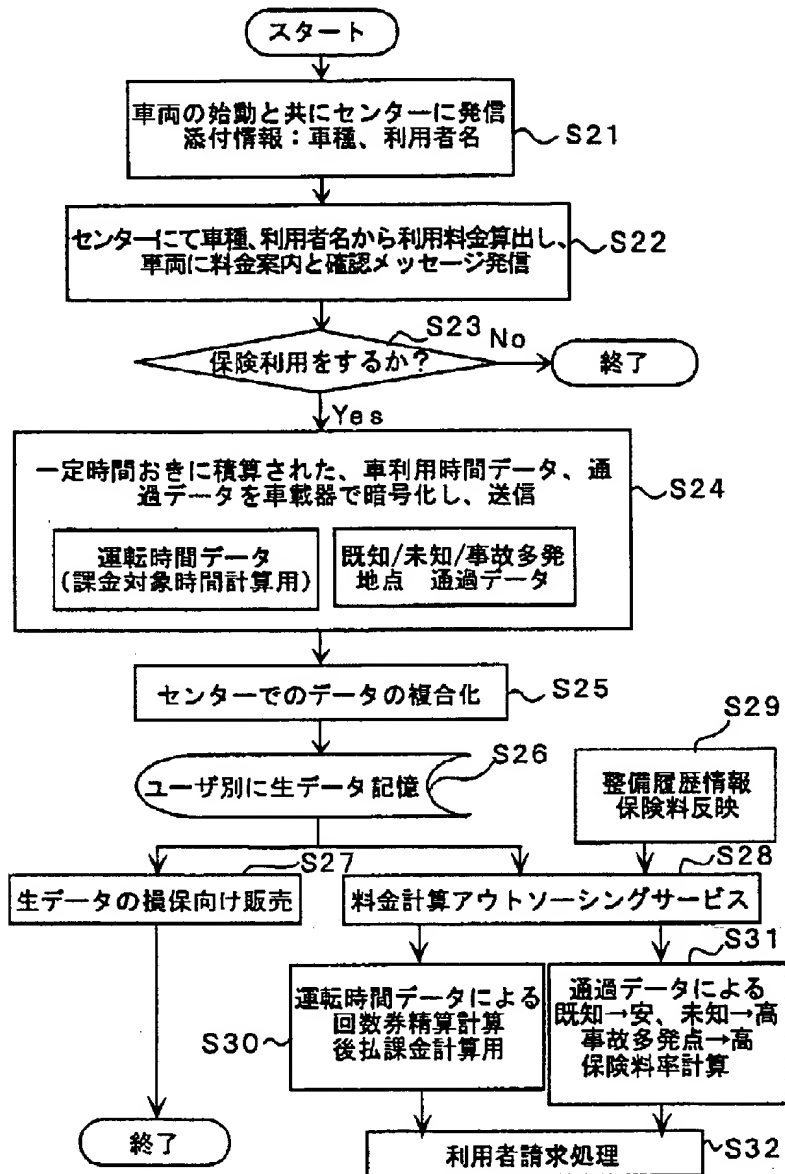 スタート
車両の始動と共にセンターに発信
添付情報：車種、利用者名
S21
センターにて車種、利用者名から利用料金算出し、
車両に料金案内と確認メッセージ発信
S22
S23
保険利用をするか？
No
終了
Yes
一定時間おきに積算された、車利用時間データ、通
過データを車載器で暗号化し、送信
S24
運転時間データ
(課金対象時間計算用)
既知/未知/事故多発
地点 通過データ
センターでのデータの複合化
S25
S29
ユーザ別に生データ記憶
S26
整備履歴情報
保険料反映
S27
S28
生データの損保向け販売
料金計算アウトソーシングサービス
S31
運転時間データによる
回数券精算計算
後払課金計算用
S30
通過データによる
既知→安、未知→高
事故多発点→高
保険料率計算
終了
利用者請求処理
S32